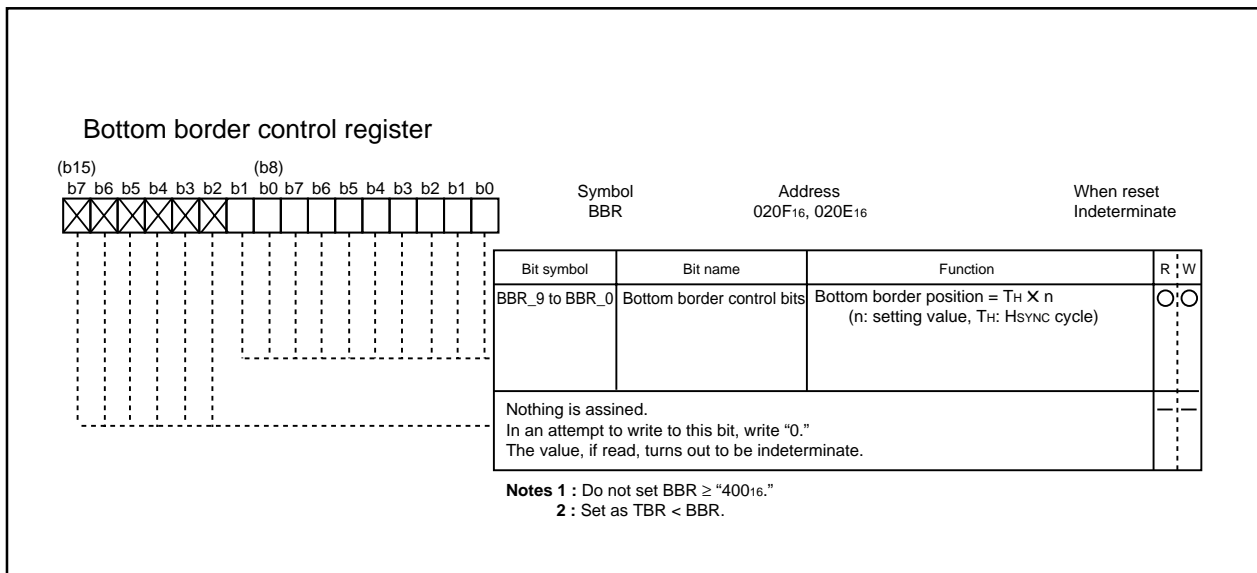 Bottom border control register
(b15) (b8)
b7 b6 b5 b4 b3 b2 b1 b0 b7 b6 b5 b4 b3 b2 b1 b0
Symbol Address When reset
BBR 020F16, 020E16 Indeterminate
Bit symbol Bit name Function R W
BBR_9 to BBR_0 Bottom border control bits Bottom border position = TH X n
(n: setting value, TH: HSYNC cycle)
Nothing is assined.
In an attempt to write to this bit, write “0.”
The value, if read, turns out to be indeterminate.
Notes 1 : Do not set BBR ≥ “40016.”
2 : Set as TBR < BBR.